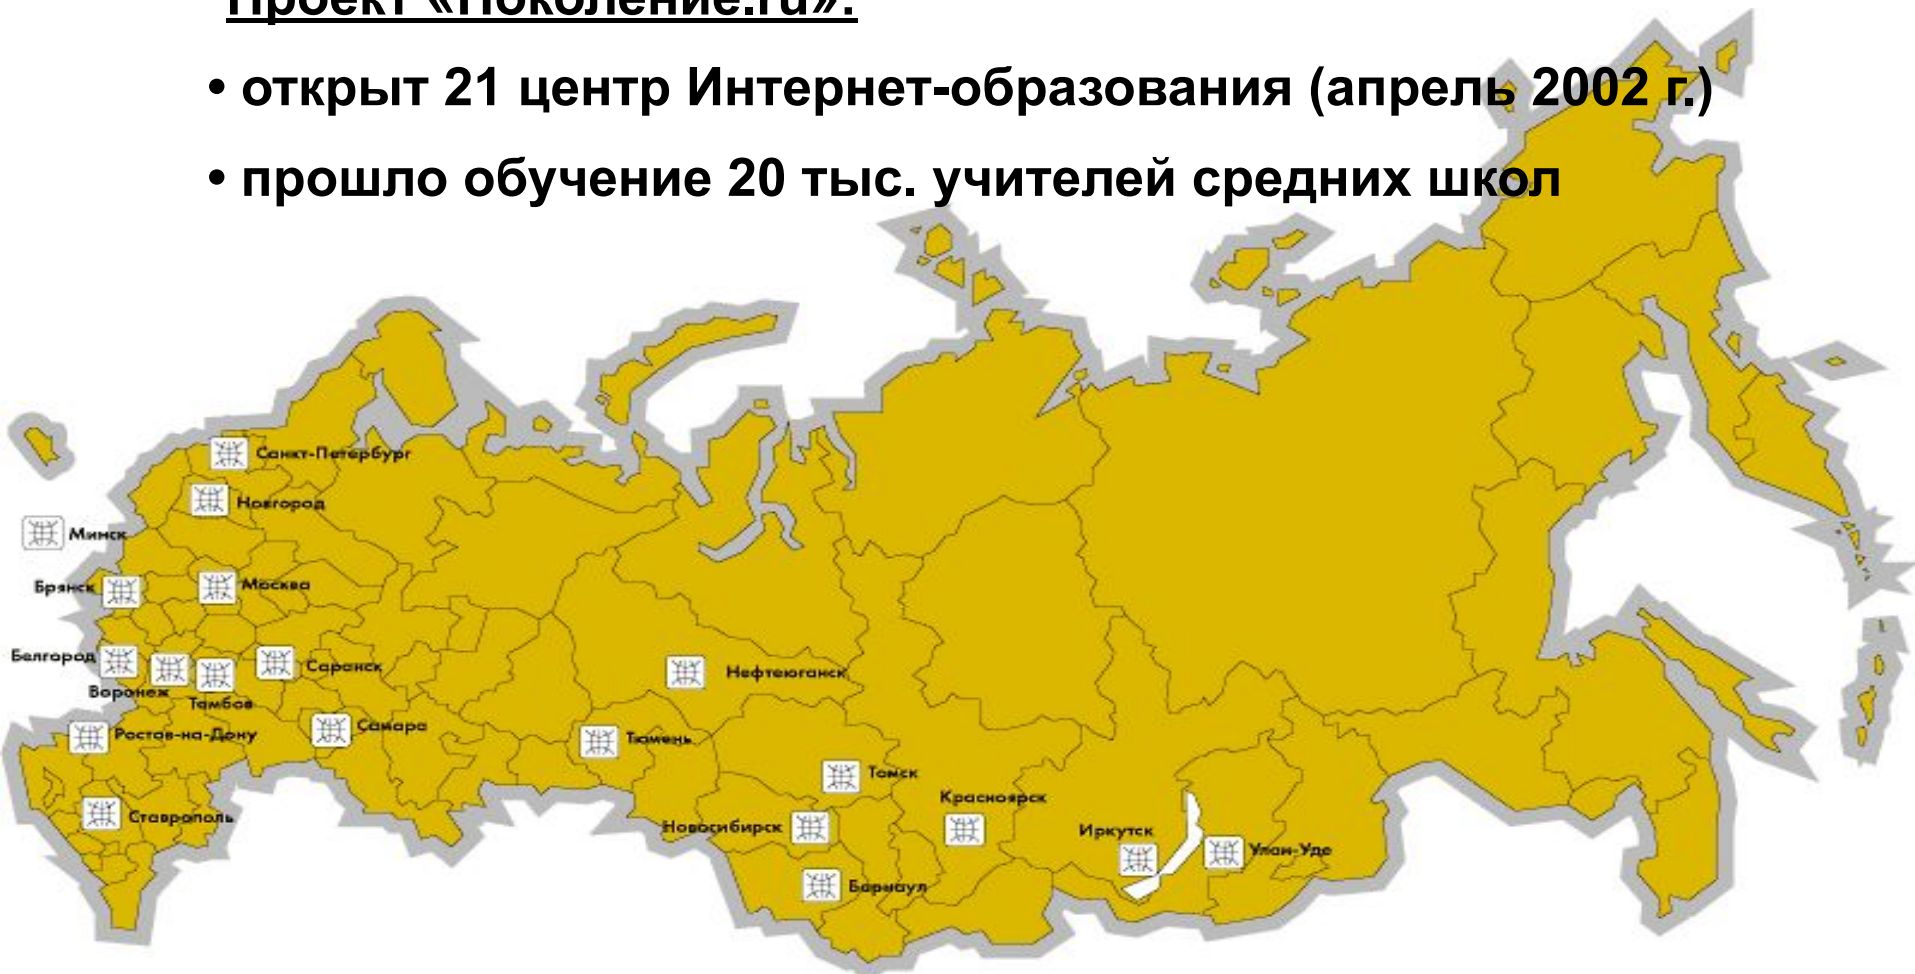 Проект «Поколение.ru»:
• открыт 21 центр Интернет-образования (апрель 2002 г.)
• прошло обучение 20 тыс. учителей средних школ
Санкт-Петербург
Новгород
Минск
Брянск
Москва
Белгород
Воронеж
Тамбов
Саранск
Нефтеюганск
Ростов-на-Дону
Самара
Тюмень
Томск
Ставрополь
Новосибирск
Красноярск
Иркутск
Улан-Уде
Барнаул